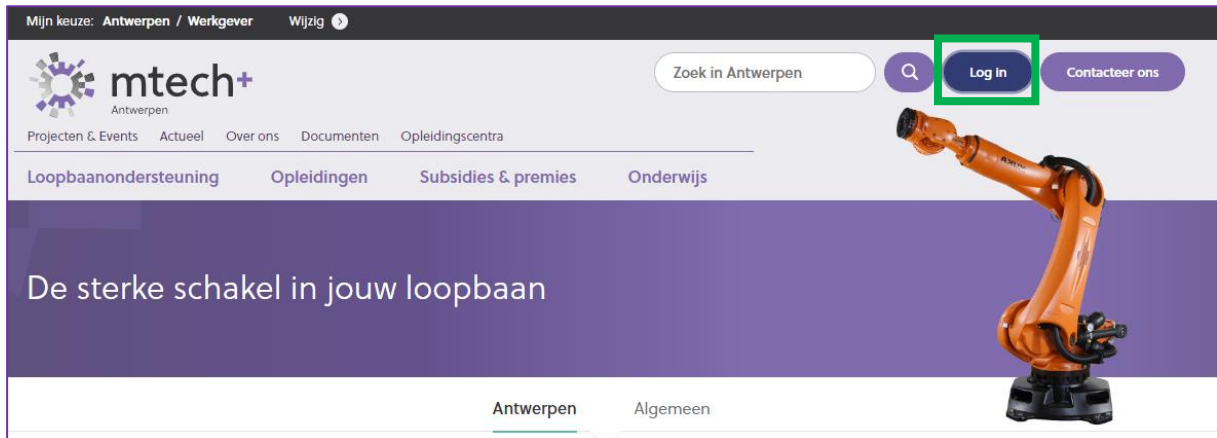 Mijn keuze: Antwerpen / Werkgever Wijzig
mtech+
Antwerpen
Zoek in Antwerpen
Log in
Contacteer ons
Projecten & Events Actueel Over ons Documenten Opleidingscentra
Loopbaanondersteuning Opleidingen Subsidies & premies Onderwijs
De sterke schakel in jouw loopbaan
Antwerpen Algemeen